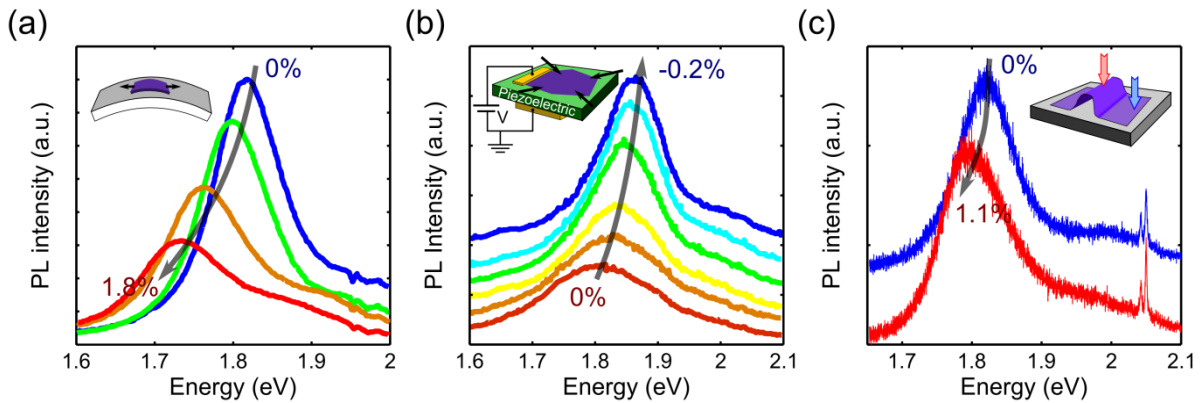 (a)
PL intensity (a.u.)
0%
1.8%
1.6 1.7 1.8 1.9 2
Energy (eV)
(b)
PL Intensity (a.u.)
Piezoelectric
V
-0.2%
0%
1.6 1.7 1.8 1.9 2 2.1
Energy (eV)
(c)
PL intensity (a.u.)
0%
1.1%
1.7 1.8 1.9 2 2.1
Energy (eV)